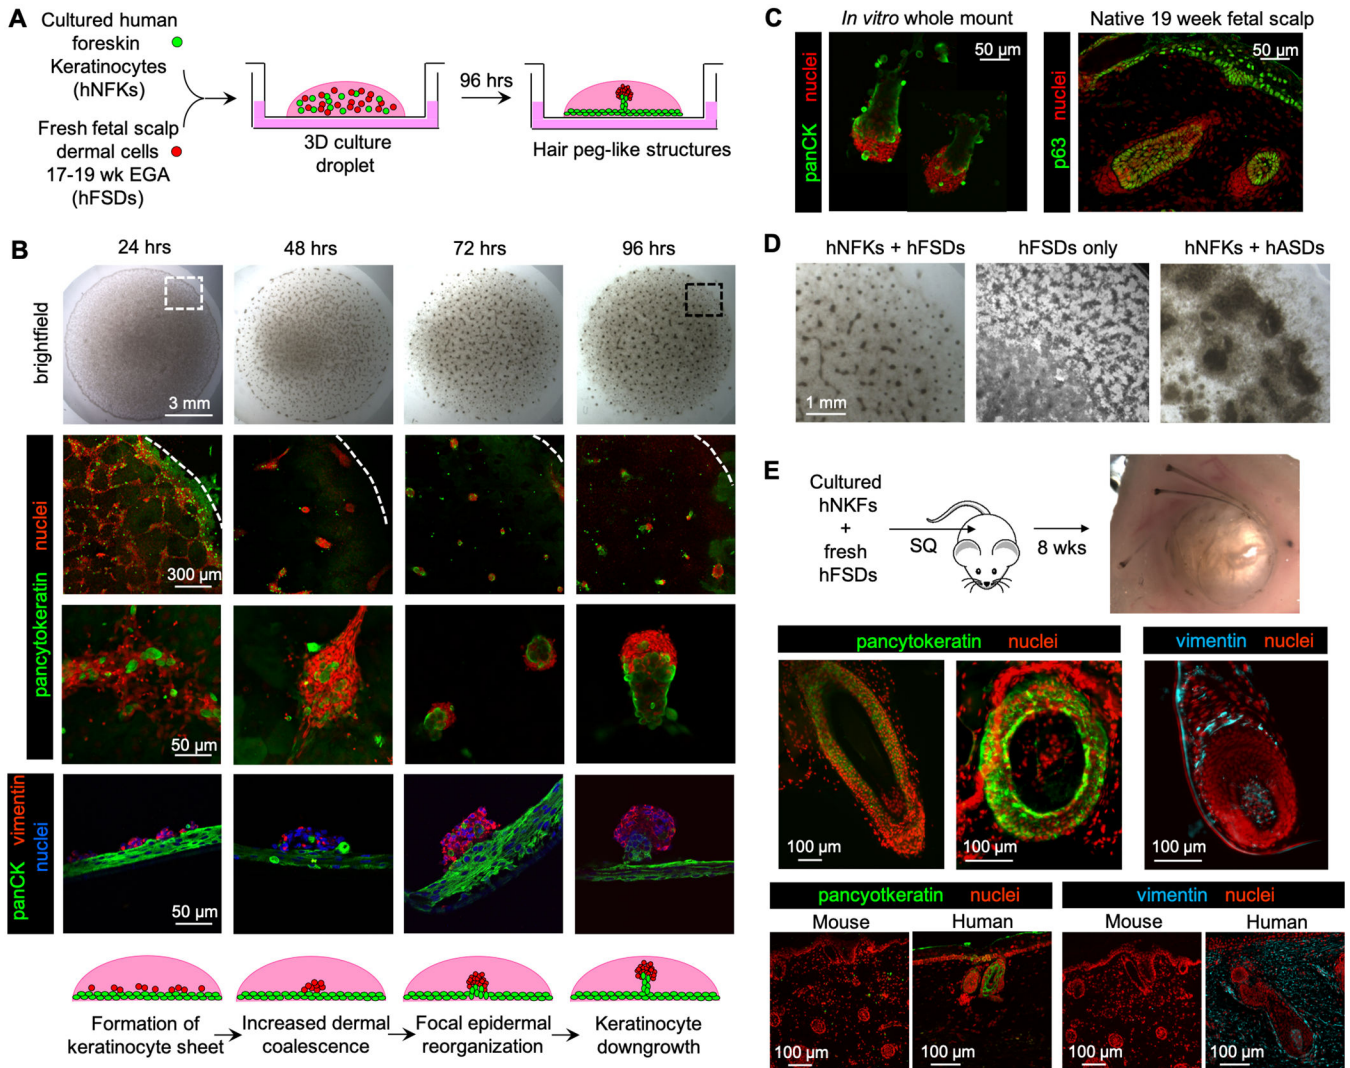 A
Cultured human
foreskin
Keratinocytes
(hNFKs)
Fresh fetal scalp
dermal cells
17-19 wk EGA
(hFSDs)
3D culture
droplet
96 hrs
Hair peg-like structures
B
24 hrs
48 hrs
72 hrs
96 hrs
brightfield
3 mm
pancytokeratin nuclei
300 µm
50 µm
panCK vimentin
nuclei
50 µm
Formation of
keratinocyte sheet
Increased dermal
coalescence
Focal epidermal
reorganization
Keratinocyte
downgrowth
C
In vitro whole mount
Native 19 week fetal scalp
panCK nuclei
50 µm
p63 nuclei
50 µm
D
hNFKs + hFSDs
hFSDs only
hNFKs + hASDs
1 mm
E
Cultured
hNKFs
+
fresh
hFSDs
SQ
8 wks
pancytokeratin nuclei
vimentin nuclei
100 µm
100 µm
100 µm
pancyotkeratin nuclei
vimentin nuclei
Mouse
Human
Mouse
Human
100 µm
100 µm
100 µm
100 µm